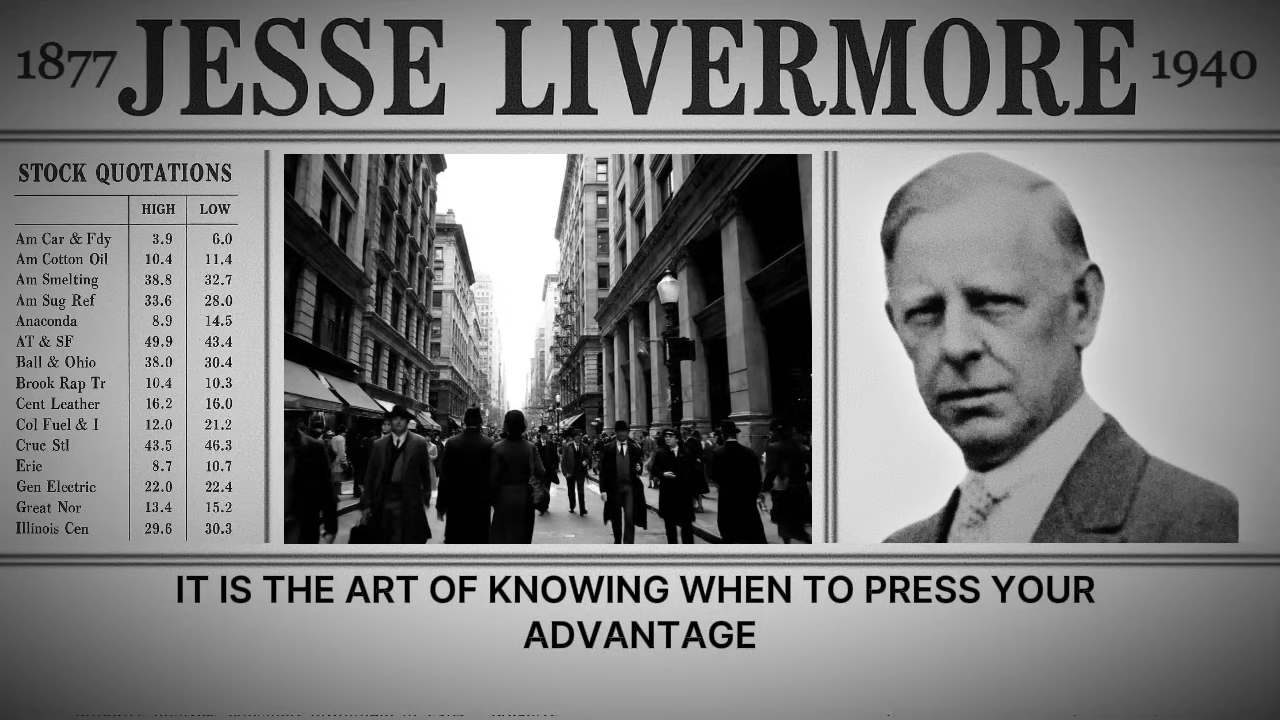 1877 JESSE LIVERMORE 1940
STOCK QUOTATIONS
HIGH LOW
Am Car & Fdy 3.9 6.0
Am Cotton Oil 10.4 11.4
Am Smelting 38.8 32.7
Am Sug Ref 33.6 28.0
Anaconda 8.9 14.5
AT & SF 49.9 43.4
Ball & Ohio 38.0 30.4
Brook Rap Tr 10.4 10.3
Cent Leather 16.2 16.0
Col Fuel & I 12.0 21.2
Cruc Stl 43.5 46.3
Erie 8.7 10.7
Gen Electric 22.0 22.4
Great Nor 13.4 15.2
Illinois Cen 29.6 30.3
IT IS THE ART OF KNOWING WHEN TO PRESS YOUR
ADVANTAGE